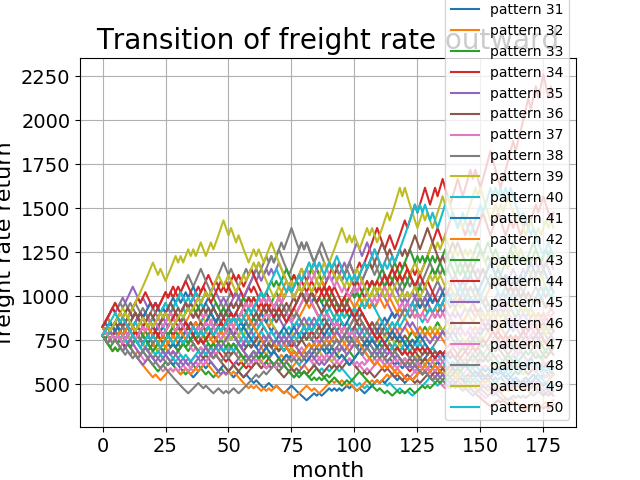 pattern 31
pattern 32
Transition of freight rate outward
pattern 33
pattern 34
pattern 35
pattern 36
pattern 37
pattern 38
pattern 39
pattern 40
pattern 41
pattern 42
pattern 43
pattern 44
pattern 45
pattern 46
pattern 47
pattern 48
pattern 49
pattern 50
2250
2000
1750
1500
1250
1000
750
500
freight rate return
0 25 50 75 100 125 150 175
month